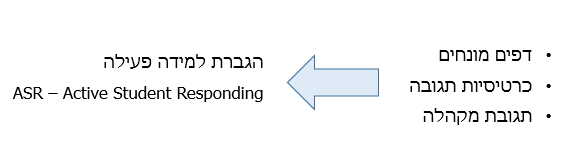 • דפים מונחים
• כרטיסיות תגובה
• תגובת מקהלה
הגברת למידה פעילה
ASR – Active Student Responding